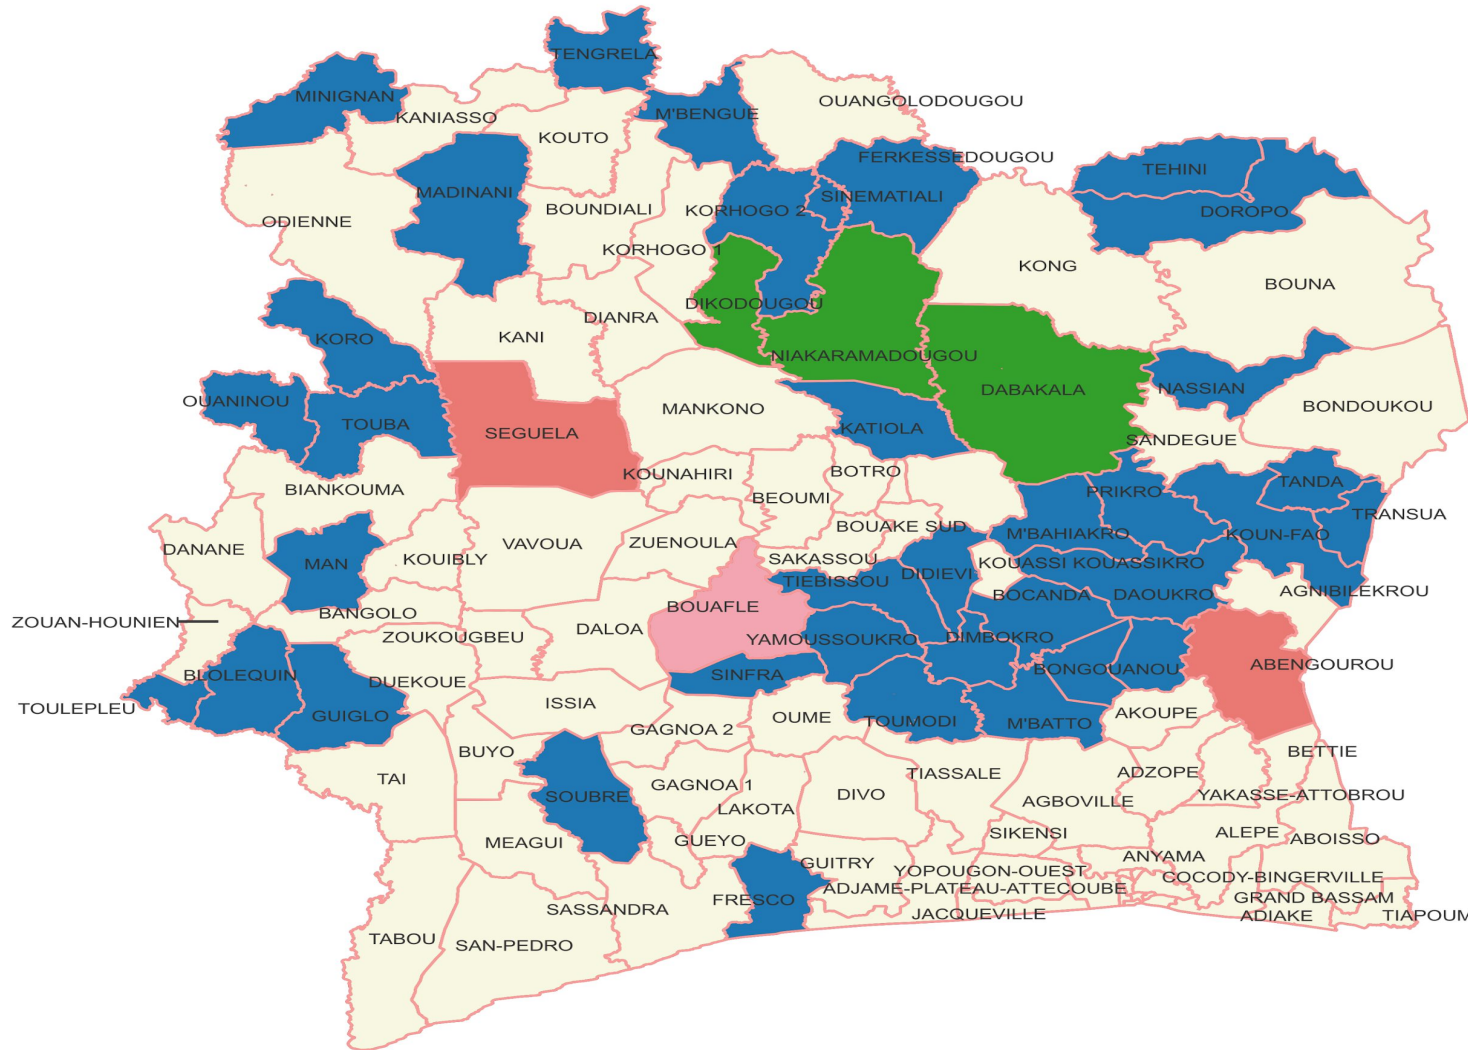 TENGRELA
MINIGNAN
OUANGOLODOUGOU
KANIASSO
M'BENGUE
KOUTO
FERKESSEDOUGOU
TEHINI
MADINANI
SINEMATIALI
BOUNDIALI
KORHOGO 2
DOROPO
ODIENNE
KORHOGO 1
KONG
BOUNA
DIKODOUGOU
DIANRA
KORO
KANI
NIAKARAMADOUGOU
DABAKALA
NASSIAN
OUANINOU
MANKONO
BONDOUKOU
TOUBA
SEGUELA
KATIOLA
SANDEGUE
KOUNAHIRI
BOTRO
BIANKOUMA
BEOUMI
PRIKRO
TANDA
TRANSUA
BOUAKE SUD
M'BAHIAKRO
KOUN-FAO
DANANE
VAVOUA
ZUENOULA
MAN
KOUIBLY
SAKASSOU
KOUASSI KOUASSIKRO
DIDIEVI
TIEBISSOU
BOCANDA
DAOUKRO
AGNIBILEKROU
BANGOLO
BOUAFLE
ZOUAN-HOUNIEN
DALOA
ZOUKOUGBEU
YAMOUSSOUKRO
DIMBOKRO
ABENGOUROU
BLOLEQUIN
SINFRA
BONGOUANOU
DUEKOUE
ISSIA
TOULEPLEU
GUIGLO
OUME
TOUMODI
M'BATTO
AKOUPE
GAGNOA 2
BUYO
BETTIE
TIASSALE
ADZOPE
TAI
GAGNOA 1
SOUBRE
DIVO
YAKASSE-ATTOBROU
AGBOVILLE
LAKOTA
SIKENSI
ALEPE
ABOISSO
MEAGUI
GUEYO
ANYAMA
GUITRY
YOPOUGON-OUEST
COCODY-BINGERVILLE
ADJAME-PLATEAU-ATTECOUBE
FRESCO
GRAND BASSAM
SASSANDRA
JACQUEVILLE
ADIAKE
TIAPOUM
TABOU
SAN-PEDRO